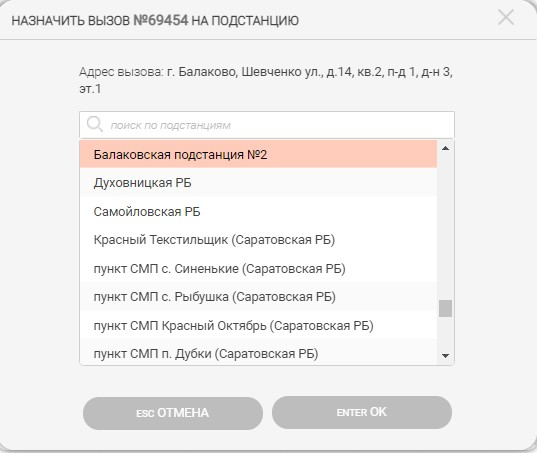 НАЗНАЧИТЬ ВЫЗОВ №69454 НА ПОДСТАНЦИЮ
Адрес вызова: г. Балаково, Шевченко ул., д.14, кв.2, п-д 1, д-н 3,
эт.1
поиск по подстанциям
Балаковская подстанция №2
Духовницкая РБ
Самойловская РБ
Красный Текстильщик (Саратовская РБ)
пункт СМП с. Синенькие (Саратовская РБ)
пункт СМП с. Рыбушка (Саратовская РБ)
пункт СМП Красный Октябрь (Саратовская РБ)
пункт СМП п. Дубки (Саратовская РБ)
ESC ОТМЕНА
ENTER OK